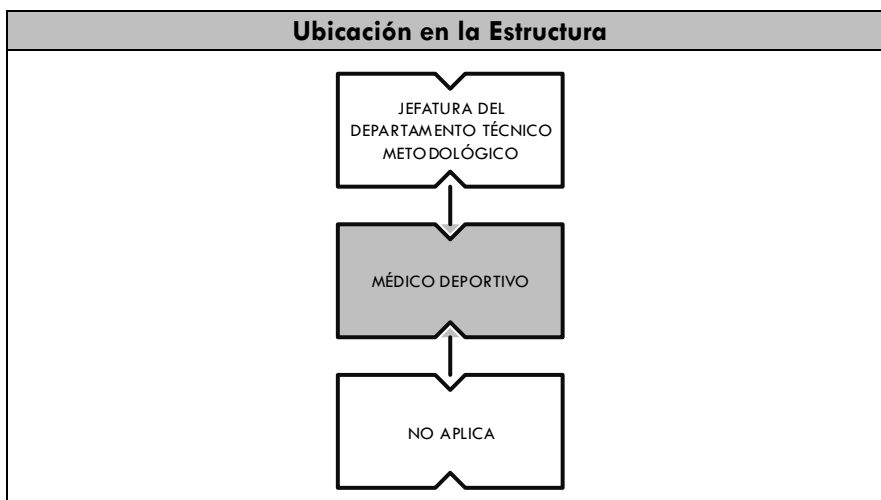 Ubicación en la Estructura
JEFATURA DEL
DEPARTAMENTO TÉCNICO
METODOLÓGICO
MÉDICO DEPORTIVO
NO APLICA